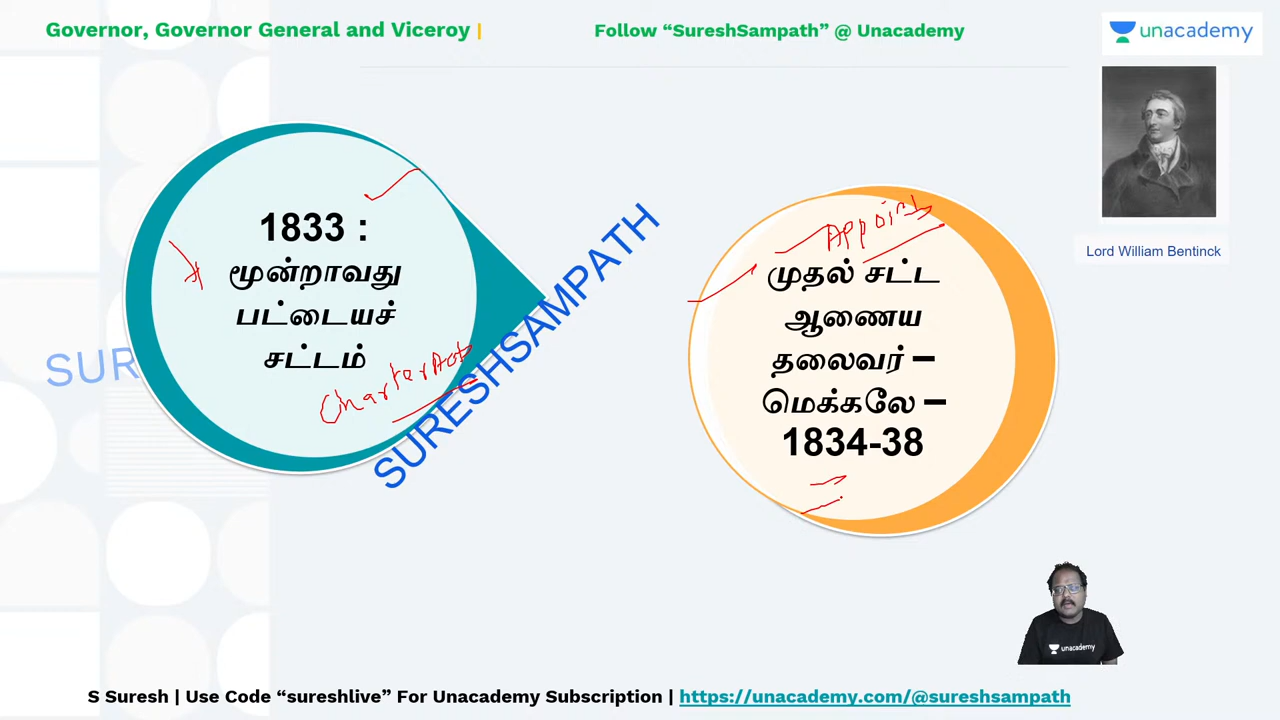 Governor, Governor General and Viceroy |
Follow “SureshSampath” @ Unacademy
unacademy
Lord William Bentinck
1833 :
மூன்றாவது
பட்டையச்
சட்டம்
Charter Act
SURESHSAMPATH
SUR
Appoint
முதல் சட்ட
ஆணைய
தலைவர் –
மெக்கலே –
1834-38
unacademy
S Suresh | Use Code “sureshlive” For Unacademy Subscription | https://unacademy.com/@sureshsampath